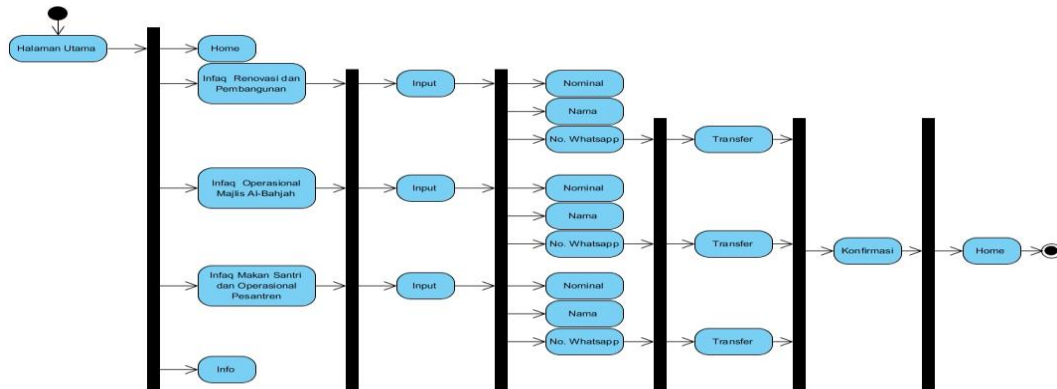 Halaman Utama
Home
Infaq Renovasi dan
Pembangunan
Input
Nominal
Nama
No. Whatsapp
Transfer
Infaq Operasional
Majlis Al-Bahjah
Input
Nominal
Nama
No. Whatsapp
Transfer
Konfirmasi
Home
Infaq Makan Santri
dan Operasional
Pesantren
Input
Nominal
Nama
No. Whatsapp
Transfer
Info